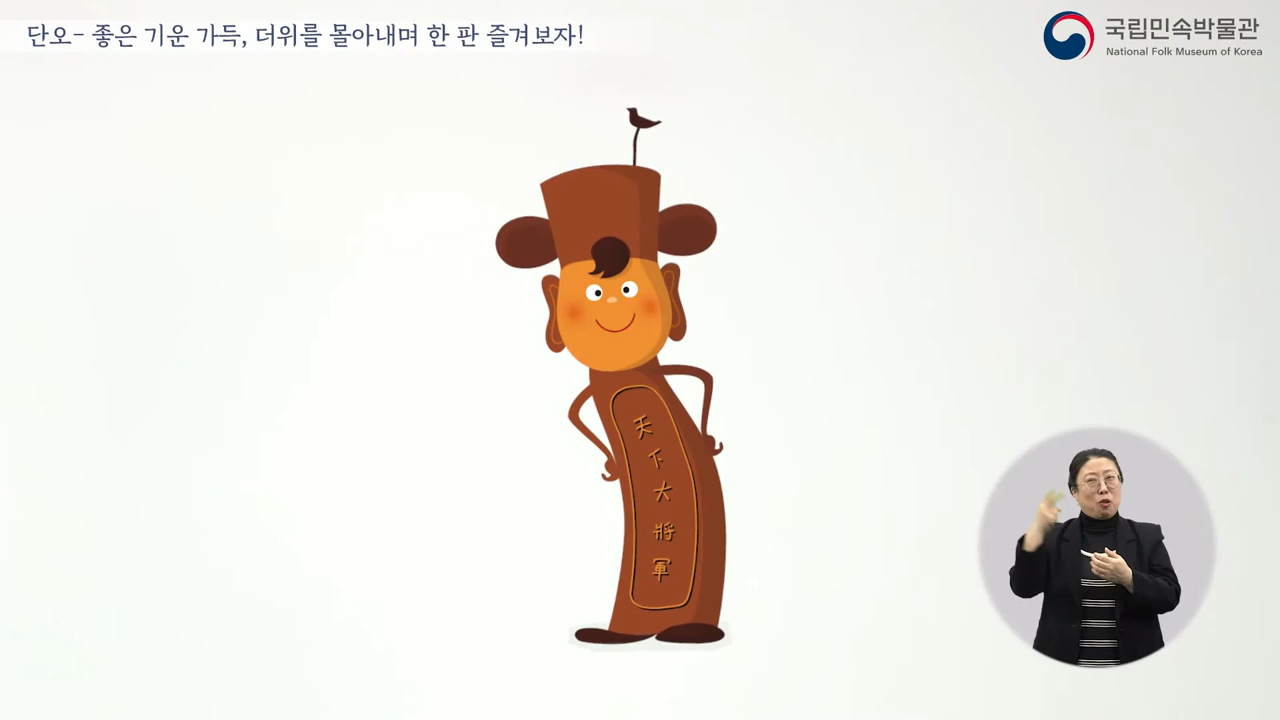 단오- 좋은 기운 가득, 더위를 몰아내며 한 판 즐겨보자!
국립민속박물관
National Folk Museum of Korea
天
下
大
將
軍